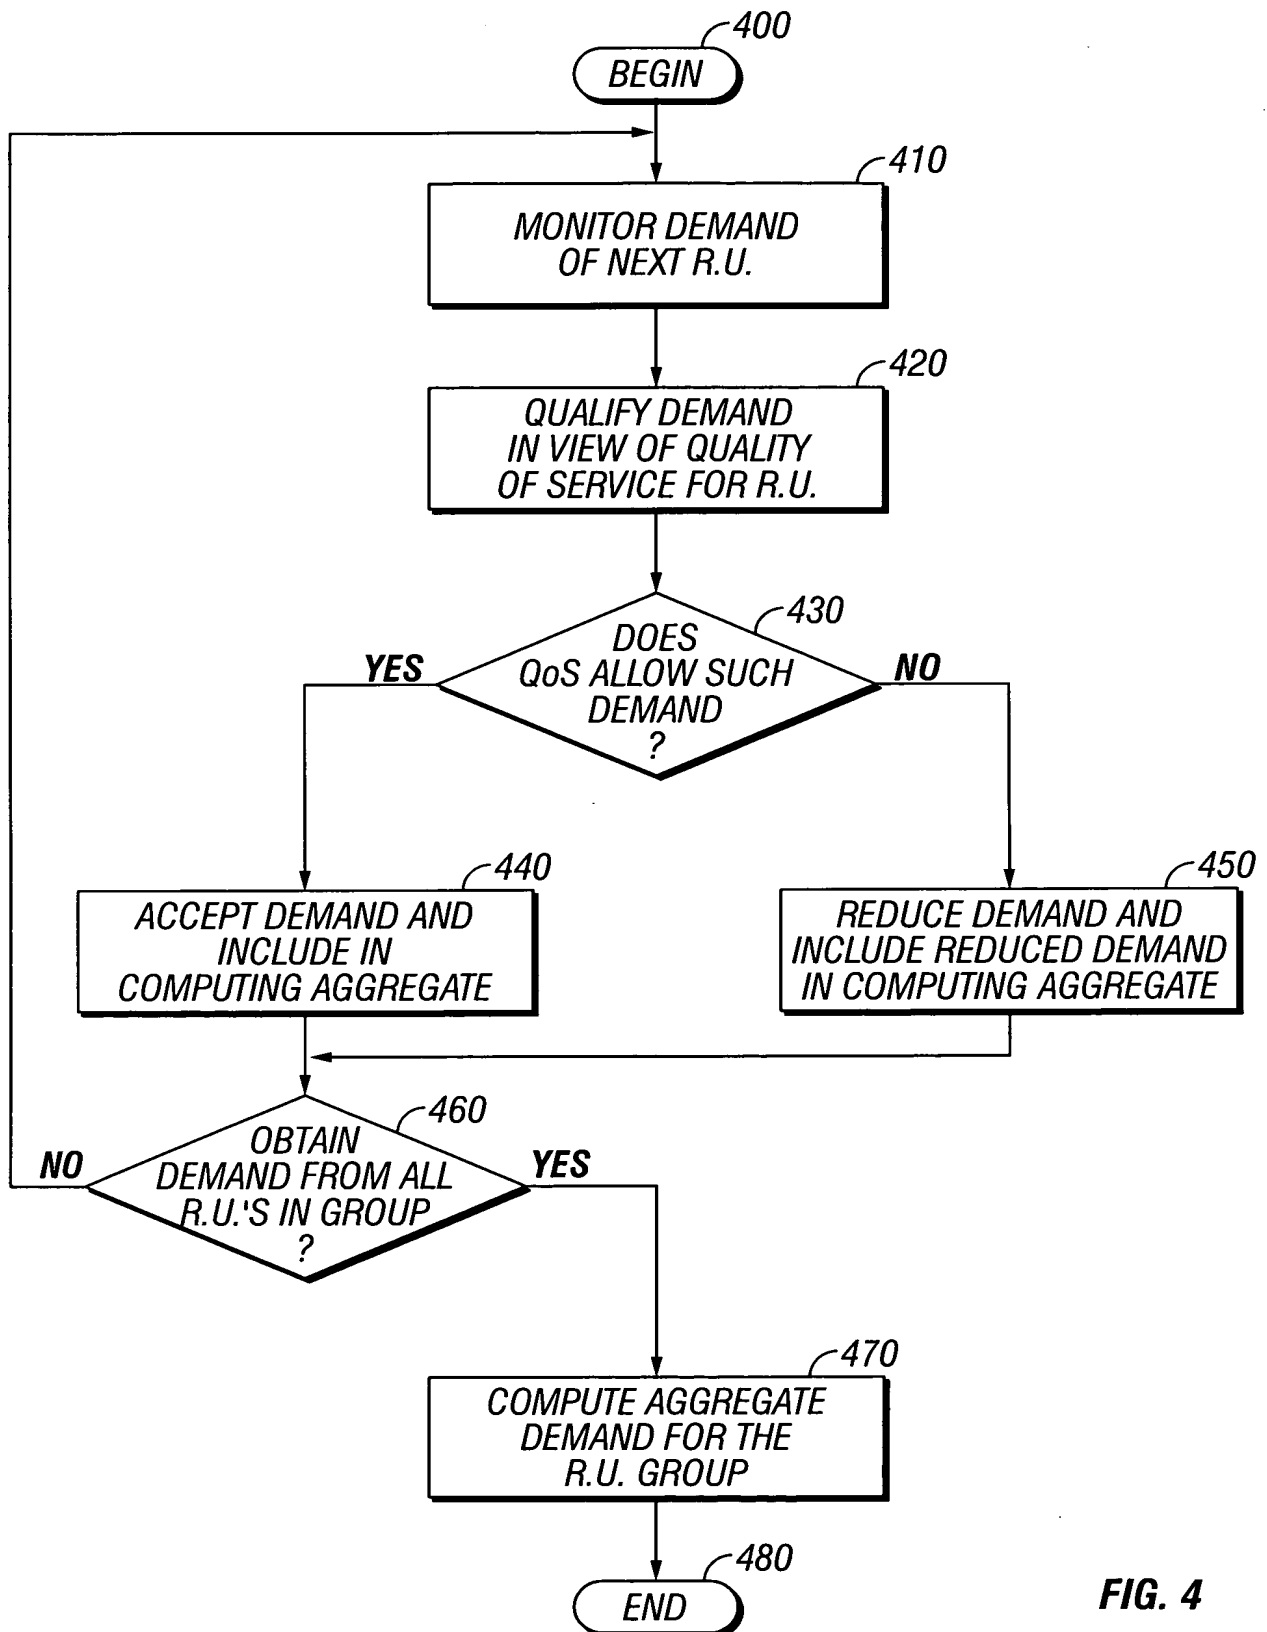 400
BEGIN
410
MONITOR DEMAND
OF NEXT R.U.
420
QUALIFY DEMAND
IN VIEW OF QUALITY
OF SERVICE FOR R.U.
430
DOES
QoS ALLOW SUCH
DEMAND
?
YES
NO
440
ACCEPT DEMAND AND
INCLUDE IN
COMPUTING AGGREGATE
450
REDUCE DEMAND AND
INCLUDE REDUCED DEMAND
IN COMPUTING AGGREGATE
460
OBTAIN
DEMAND FROM ALL
R.U.'S IN GROUP
?
NO
YES
470
COMPUTE AGGREGATE
DEMAND FOR THE
R.U. GROUP
480
END
FIG. 4